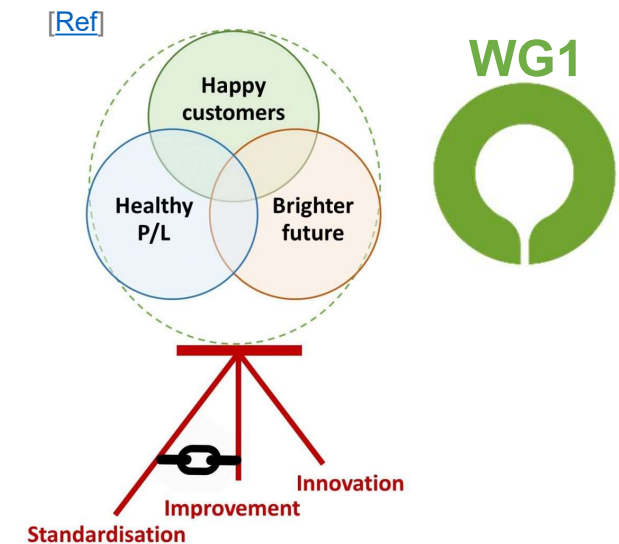 [Ref]
WG1
Happy
customers
Healthy
P/L
Brighter
future
Innovation
Improvement
Standardisation